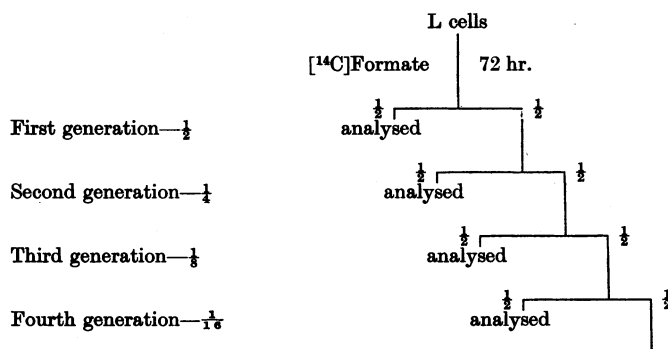 L cells
[¹⁴C]Formate 72 hr.
½ ½
First generation—½ analysed
½ ½
Second generation—¼ analysed
½ ½
Third generation—⅛ analysed
½ ½
Fourth generation—1/16 analysed